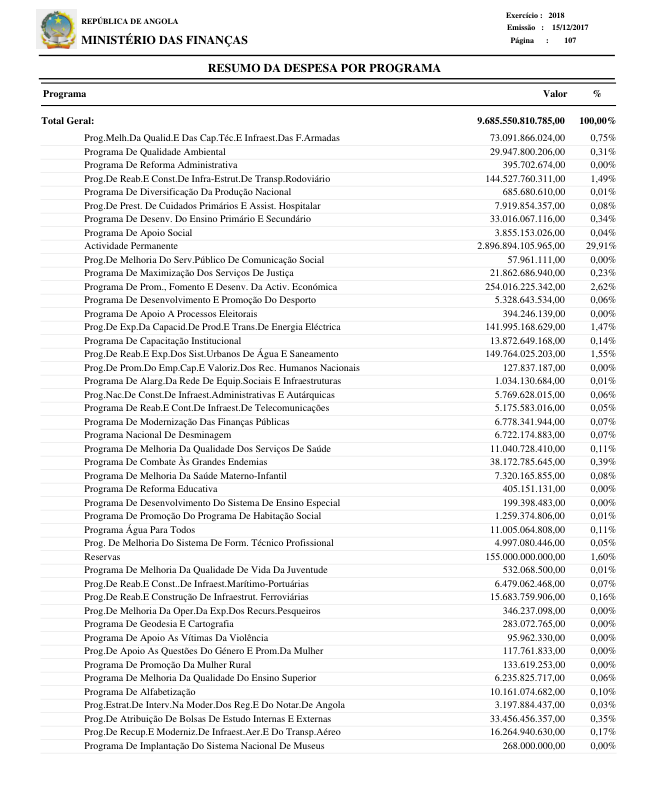 REPÚBLICA DE ANGOLA
MINISTÉRIO DAS FINANÇAS
Exercício : 2018
Emissão : 15/12/2017
Página : 107
RESUMO DA DESPESA POR PROGRAMA
Programa Valor %
Total Geral: 9.685.550.810.785,00 100,00%
Prog.Melh.Da Qualid.E Das Cap.Téc.E Infraest.Das F.Armadas 73.091.866.024,00 0,75%
Programa De Qualidade Ambiental 29.947.800.206,00 0,31%
Programa De Reforma Administrativa 395.702.674,00 0,00%
Prog.De Reab.E Const.De Infra-Estrut.De Transp.Rodoviário 144.527.760.311,00 1,49%
Programa De Diversificação Da Produção Nacional 685.680.610,00 0,01%
Prog.De Prest. De Cuidados Primários E Assist. Hospitalar 7.919.854.357,00 0,08%
Programa De Desenv. Do Ensino Primário E Secundário 33.016.067.116,00 0,34%
Programa De Apoio Social 3.855.153.026,00 0,04%
Actividade Permanente 2.896.894.105.965,00 29,91%
Prog.De Melhoria Do Serv.Público De Comunicação Social 57.961.111,00 0,00%
Programa De Maximização Dos Serviços De Justiça 21.862.686.940,00 0,23%
Programa De Prom., Fomento E Desenv. Da Activ. Económica 254.016.225.342,00 2,62%
Programa De Desenvolvimento E Promoção Do Desporto 5.328.643.534,00 0,06%
Programa De Apoio A Processos Eleitorais 394.246.139,00 0,00%
Prog.De Exp.Da Capacid.De Prod.E Trans.De Energia Eléctrica 141.995.168.629,00 1,47%
Programa De Capacitação Institucional 13.872.649.168,00 0,14%
Prog.De Reab.E Exp.Dos Sist.Urbanos De Água E Saneamento 149.764.025.203,00 1,55%
Prog.De Prom.Do Emp.Cap.E Valoriz.Dos Rec. Humanos Nacionais 127.837.187,00 0,00%
Programa De Alarg.Da Rede De Equip.Sociais E Infraestruturas 1.034.130.684,00 0,01%
Prog.Nac.De Const.De Infraest.Administrativas E Autárquicas 5.769.628.015,00 0,06%
Programa De Reab.E Cont.De Infraest.De Telecomunicações 5.175.583.016,00 0,05%
Programa De Modernização Das Finanças Públicas 6.778.341.944,00 0,07%
Programa Nacional De Desminagem 6.722.174.883,00 0,07%
Programa De Melhoria Da Qualidade Dos Serviços De Saúde 11.040.728.410,00 0,11%
Programa De Combate Às Grandes Endemias 38.172.785.645,00 0,39%
Programa De Melhoria Da Saúde Materno-Infantil 7.320.165.855,00 0,08%
Programa De Reforma Educativa 405.151.131,00 0,00%
Programa De Desenvolvimento Do Sistema De Ensino Especial 199.398.483,00 0,00%
Programa De Promoção Do Programa De Habitação Social 1.259.374.806,00 0,01%
Programa Água Para Todos 11.005.064.808,00 0,11%
Prog. De Melhoria Do Sistema De Form. Técnico Profissional 4.997.080.446,00 0,05%
Reservas 155.000.000.000,00 1,60%
Programa De Melhoria Da Qualidade De Vida Da Juventude 532.068.500,00 0,01%
Prog.De Reab.E Const..De Infraest.Marítimo-Portuárias 6.479.062.468,00 0,07%
Prog.De Reab.E Construção De Infraestrut. Ferroviárias 15.683.759.906,00 0,16%
Prog.De Melhoria Da Oper.Da Exp.Dos Recurs.Pesqueiros 346.237.098,00 0,00%
Programa De Geodesia E Cartografia 283.072.765,00 0,00%
Programa De Apoio As Vítimas Da Violência 95.962.330,00 0,00%
Prog.De Apoio As Questões Do Género E Prom.Da Mulher 117.761.833,00 0,00%
Programa De Promoção Da Mulher Rural 133.619.253,00 0,00%
Programa De Melhoria Da Qualidade Do Ensino Superior 6.235.825.717,00 0,06%
Programa De Alfabetização 10.161.074.682,00 0,10%
Prog.Estrat.De Interv.Na Moder.Dos Reg.E Do Notar.De Angola 3.197.884.437,00 0,03%
Prog.De Atribuição De Bolsas De Estudo Internas E Externas 33.456.456.357,00 0,35%
Prog.De Recup.E Moderniz.De Infraest.Aer.E Do Transp.Aéreo 16.264.940.630,00 0,17%
Programa De Implantação Do Sistema Nacional De Museus 268.000.000,00 0,00%